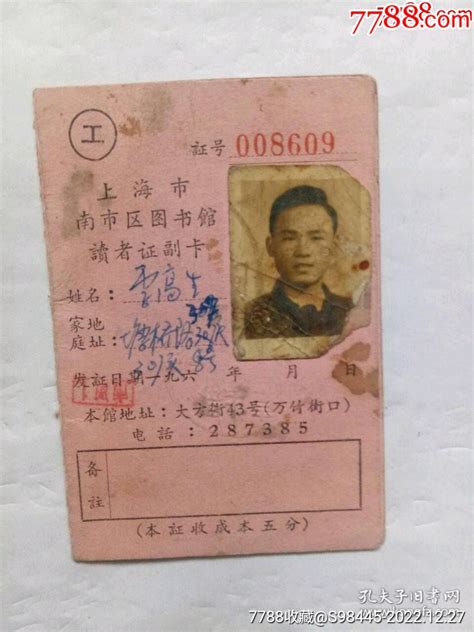 7788.com
工
証号 008609
上海市
南市区图书馆
讀者证副卡
姓名：
家地
庭址：
发証日期一九六 年 月 日
本館地址：大方街43号(万竹街口)
电話：287385
备註
(本証收成本五分)
孔夫子旧书网
7788收藏@S98445-2022.12.27